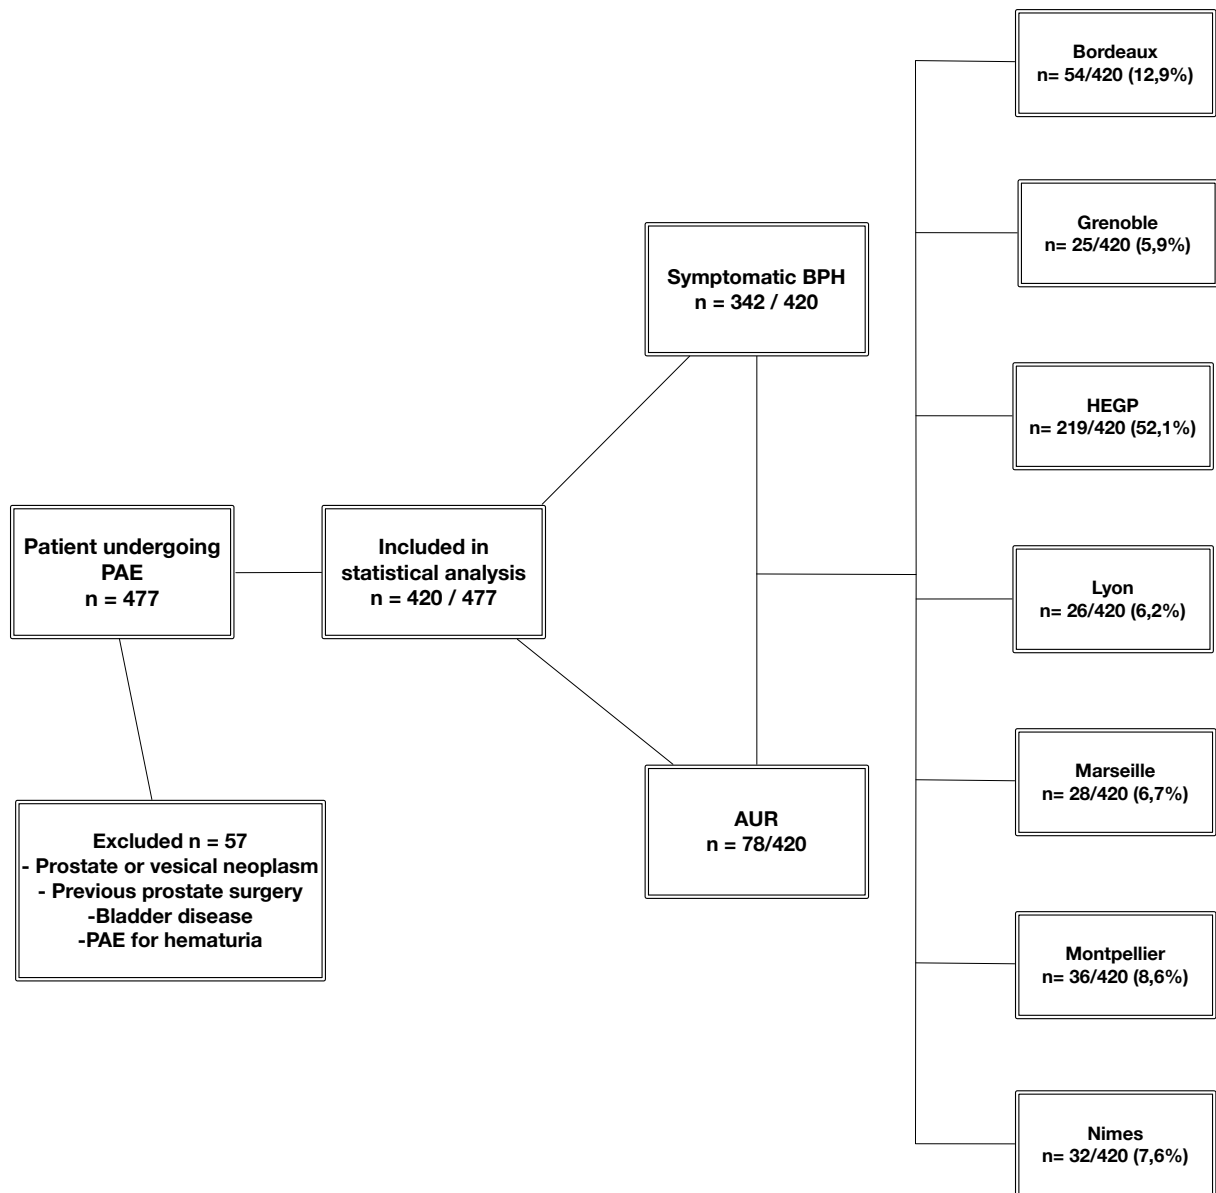 Patient undergoing
PAE
n = 477
Excluded n = 57
- Prostate or vesical neoplasm
- Previous prostate surgery
-Bladder disease
-PAE for hematuria
Included in
statistical analysis
n = 420 / 477
Symptomatic BPH
n = 342 / 420
AUR
n = 78/420
Bordeaux
n= 54/420 (12,9%)
Grenoble
n= 25/420 (5,9%)
HEGP
n= 219/420 (52,1%)
Lyon
n= 26/420 (6,2%)
Marseille
n= 28/420 (6,7%)
Montpellier
n= 36/420 (8,6%)
Nimes
n= 32/420 (7,6%)